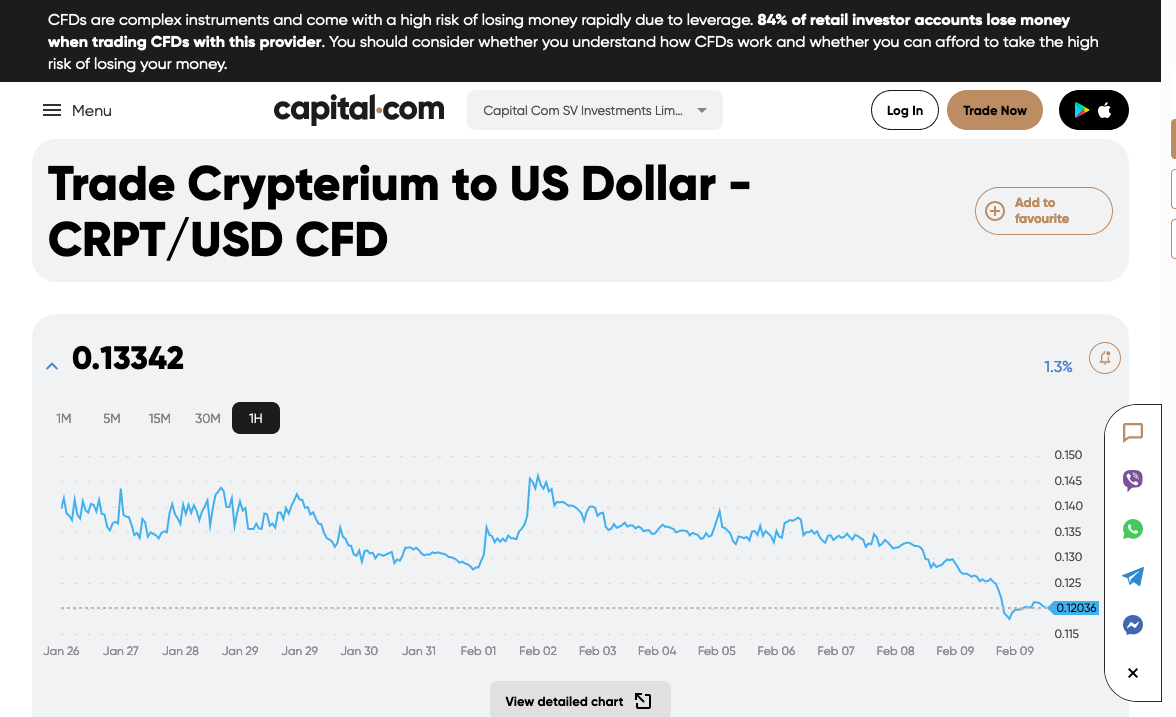 CFDs are complex instruments and come with a high risk of losing money rapidly due to leverage. 84% of retail investor accounts lose money
when trading CFDs with this provider. You should consider whether you understand how CFDs work and whether you can afford to take the high
risk of losing your money.
Menu
capital.com
Capital Com SV Investments Lim...
Log In
Trade Now
Trade Crypterium to US Dollar -
CRPT/USD CFD
Add to
favourite
0.13342
1.3%
1M 5M 15M 30M 1H
0.150
0.145
0.140
0.135
0.130
0.125
0.12036
0.115
Jan 26 Jan 27 Jan 28 Jan 29 Jan 29 Jan 30 Jan 31 Feb 01 Feb 02 Feb 03 Feb 04 Feb 05 Feb 06 Feb 07 Feb 08 Feb 09 Feb 09
View detailed chart